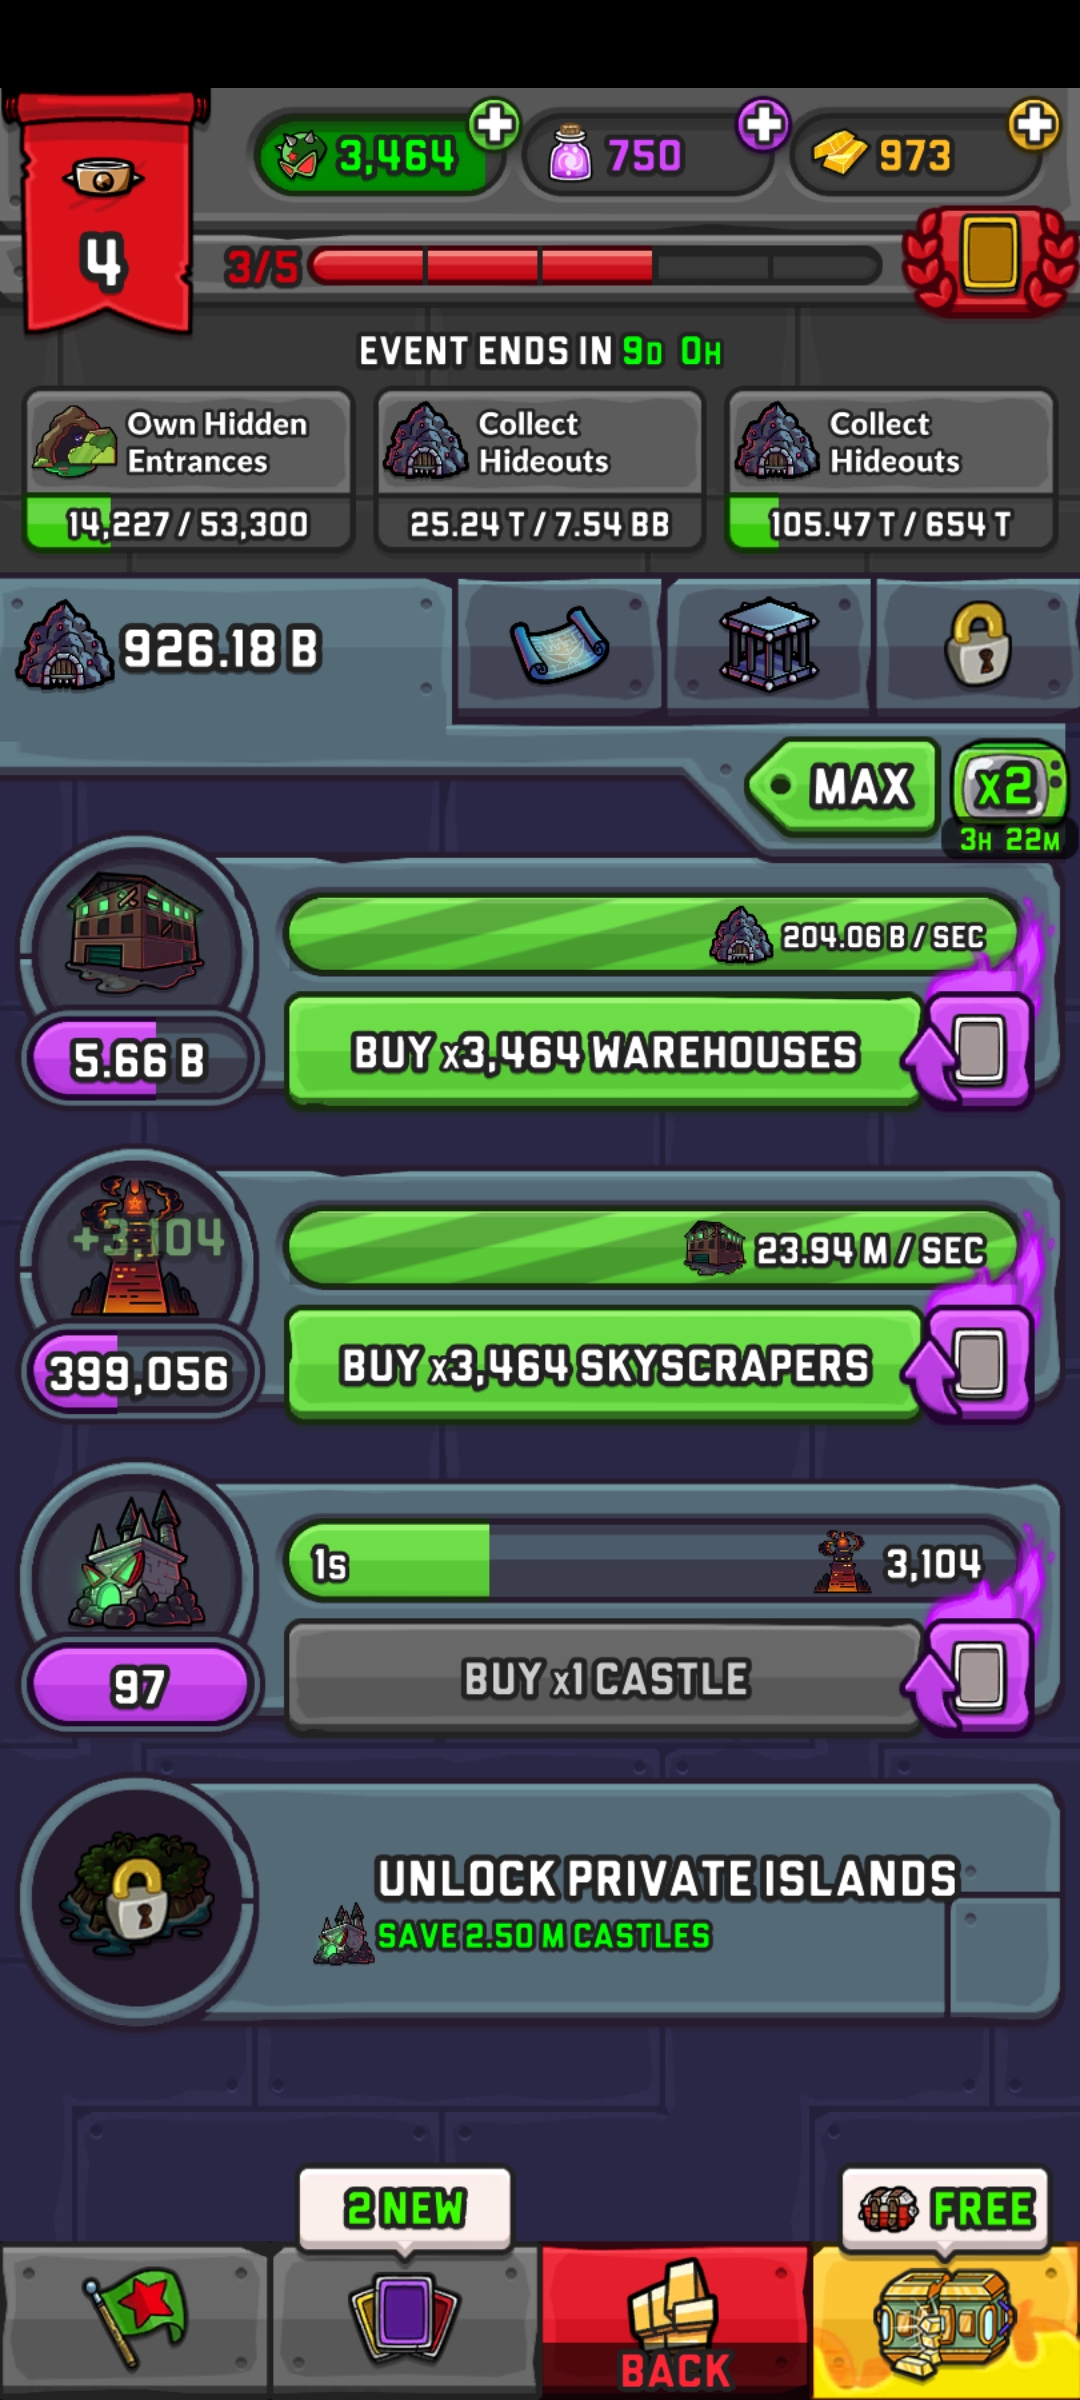 3,464
750
973
4
3/5
EVENT ENDS IN 9D 0H
Own Hidden
Entrances
14,227 / 53,300
Collect
Hideouts
25.24 T / 7.54 BB
Collect
Hideouts
105.47 T / 654 T
926.18 B
MAX
x2
3H 22M
204.06 B / SEC
5.66 B
BUY x3,464 WAREHOUSES
+3,104
23.94 M / SEC
399,056
BUY x3,464 SKYSCRAPERS
1s
3,104
97
BUY x1 CASTLE
UNLOCK PRIVATE ISLANDS
SAVE 2.50 M CASTLES
2 NEW
FREE
BACK